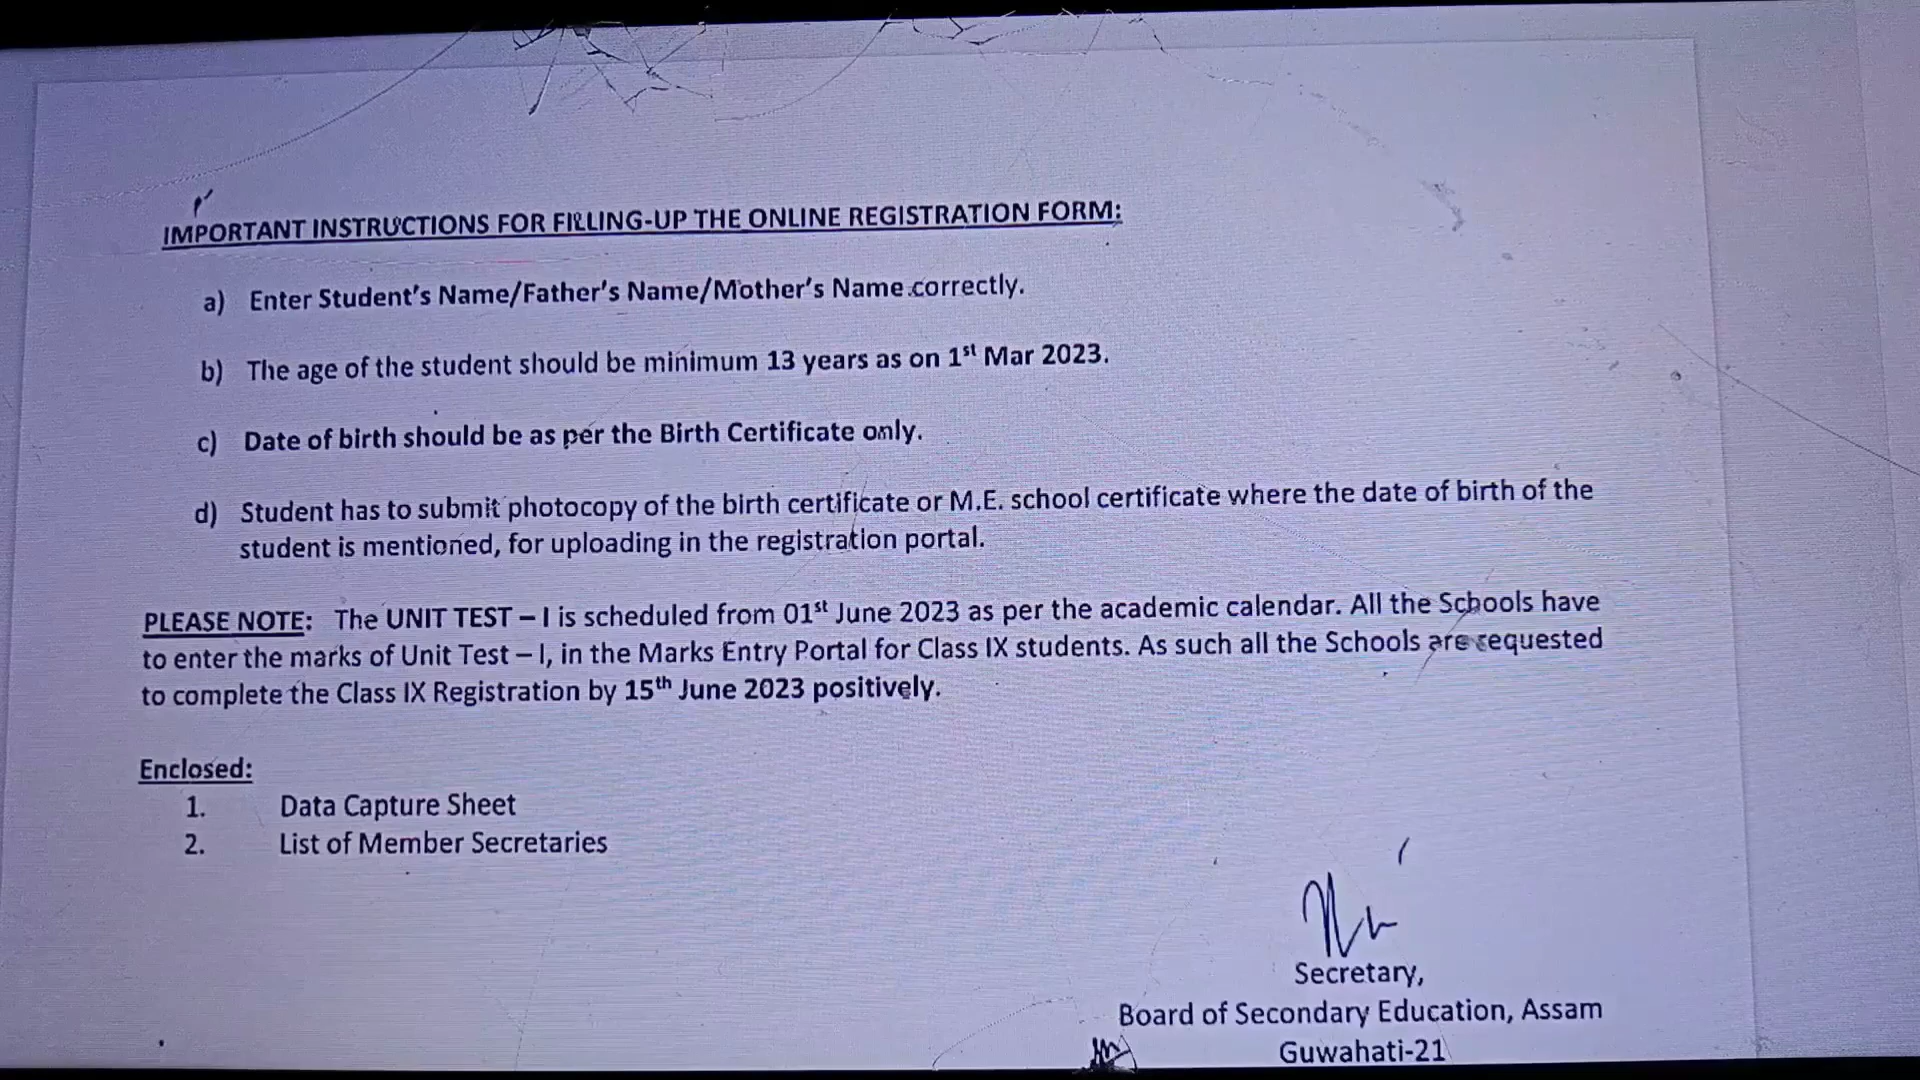 IMPORTANT INSTRUCTIONS FOR FILLING-UP THE ONLINE REGISTRATION FORM:
a) Enter Student's Name/Father's Name/Mother's Name correctly.
b) The age of the student should be minimum 13 years as on 1st Mar 2023.
c) Date of birth should be as per the Birth Certificate only.
d) Student has to submit photocopy of the birth certificate or M.E. school certificate where the date of birth of the
student is mentioned, for uploading in the registration portal.
PLEASE NOTE: The UNIT TEST – I is scheduled from 01st June 2023 as per the academic calendar. All the Schools have
to enter the marks of Unit Test – I, in the Marks Entry Portal for Class IX students. As such all the Schools are requested
to complete the Class IX Registration by 15th June 2023 positively.
Enclosed:
1. Data Capture Sheet
2. List of Member Secretaries
Secretary,
Board of Secondary Education, Assam
Guwahati-21